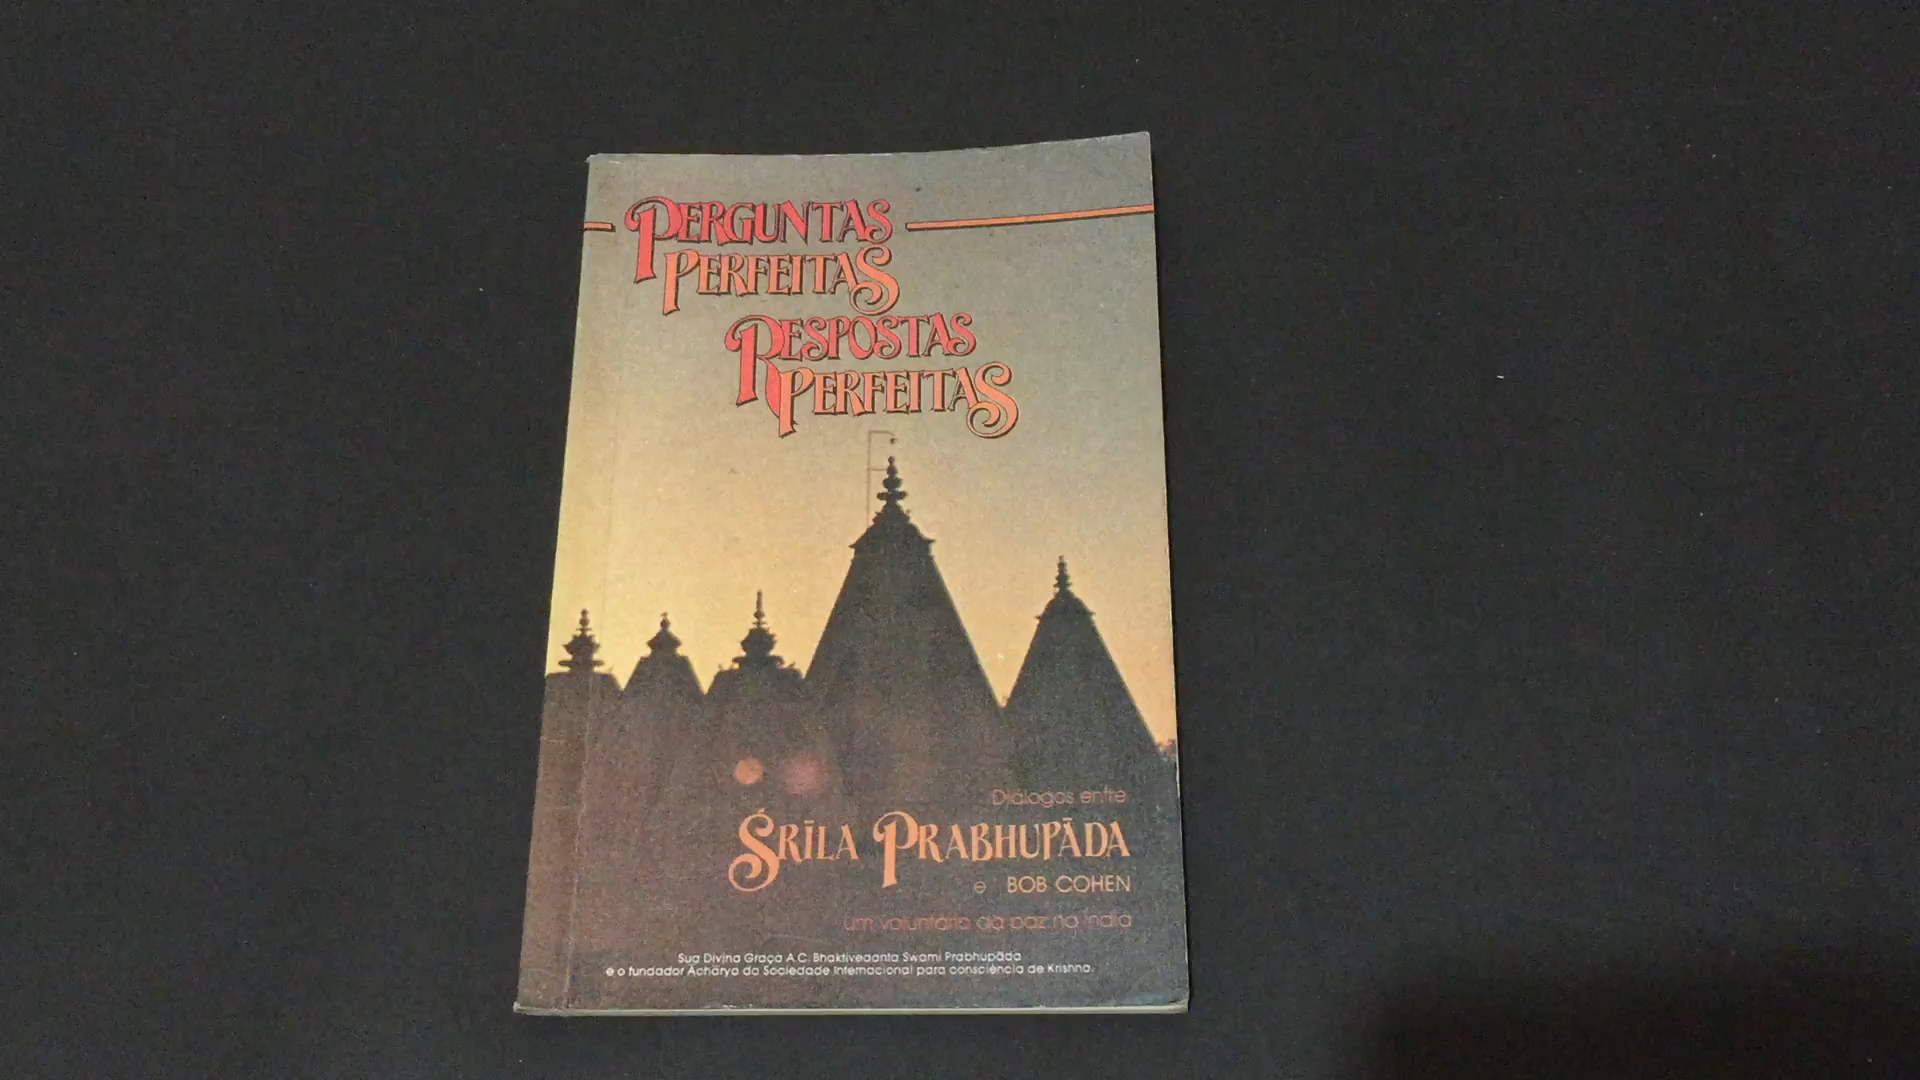 PERGUNTAS
PERFEITAS
RESPOSTAS
PERFEITAS
Diálogos entre
ŚRĪLA PRABHUPĀDA
e BOB COHEN
um voluntário da paz na Índia
Sua Divina Graça A.C. Bhaktivedanta Swami Prabhupāda
é o fundador Ācārya da Sociedade Internacional para consciência de Krishna.